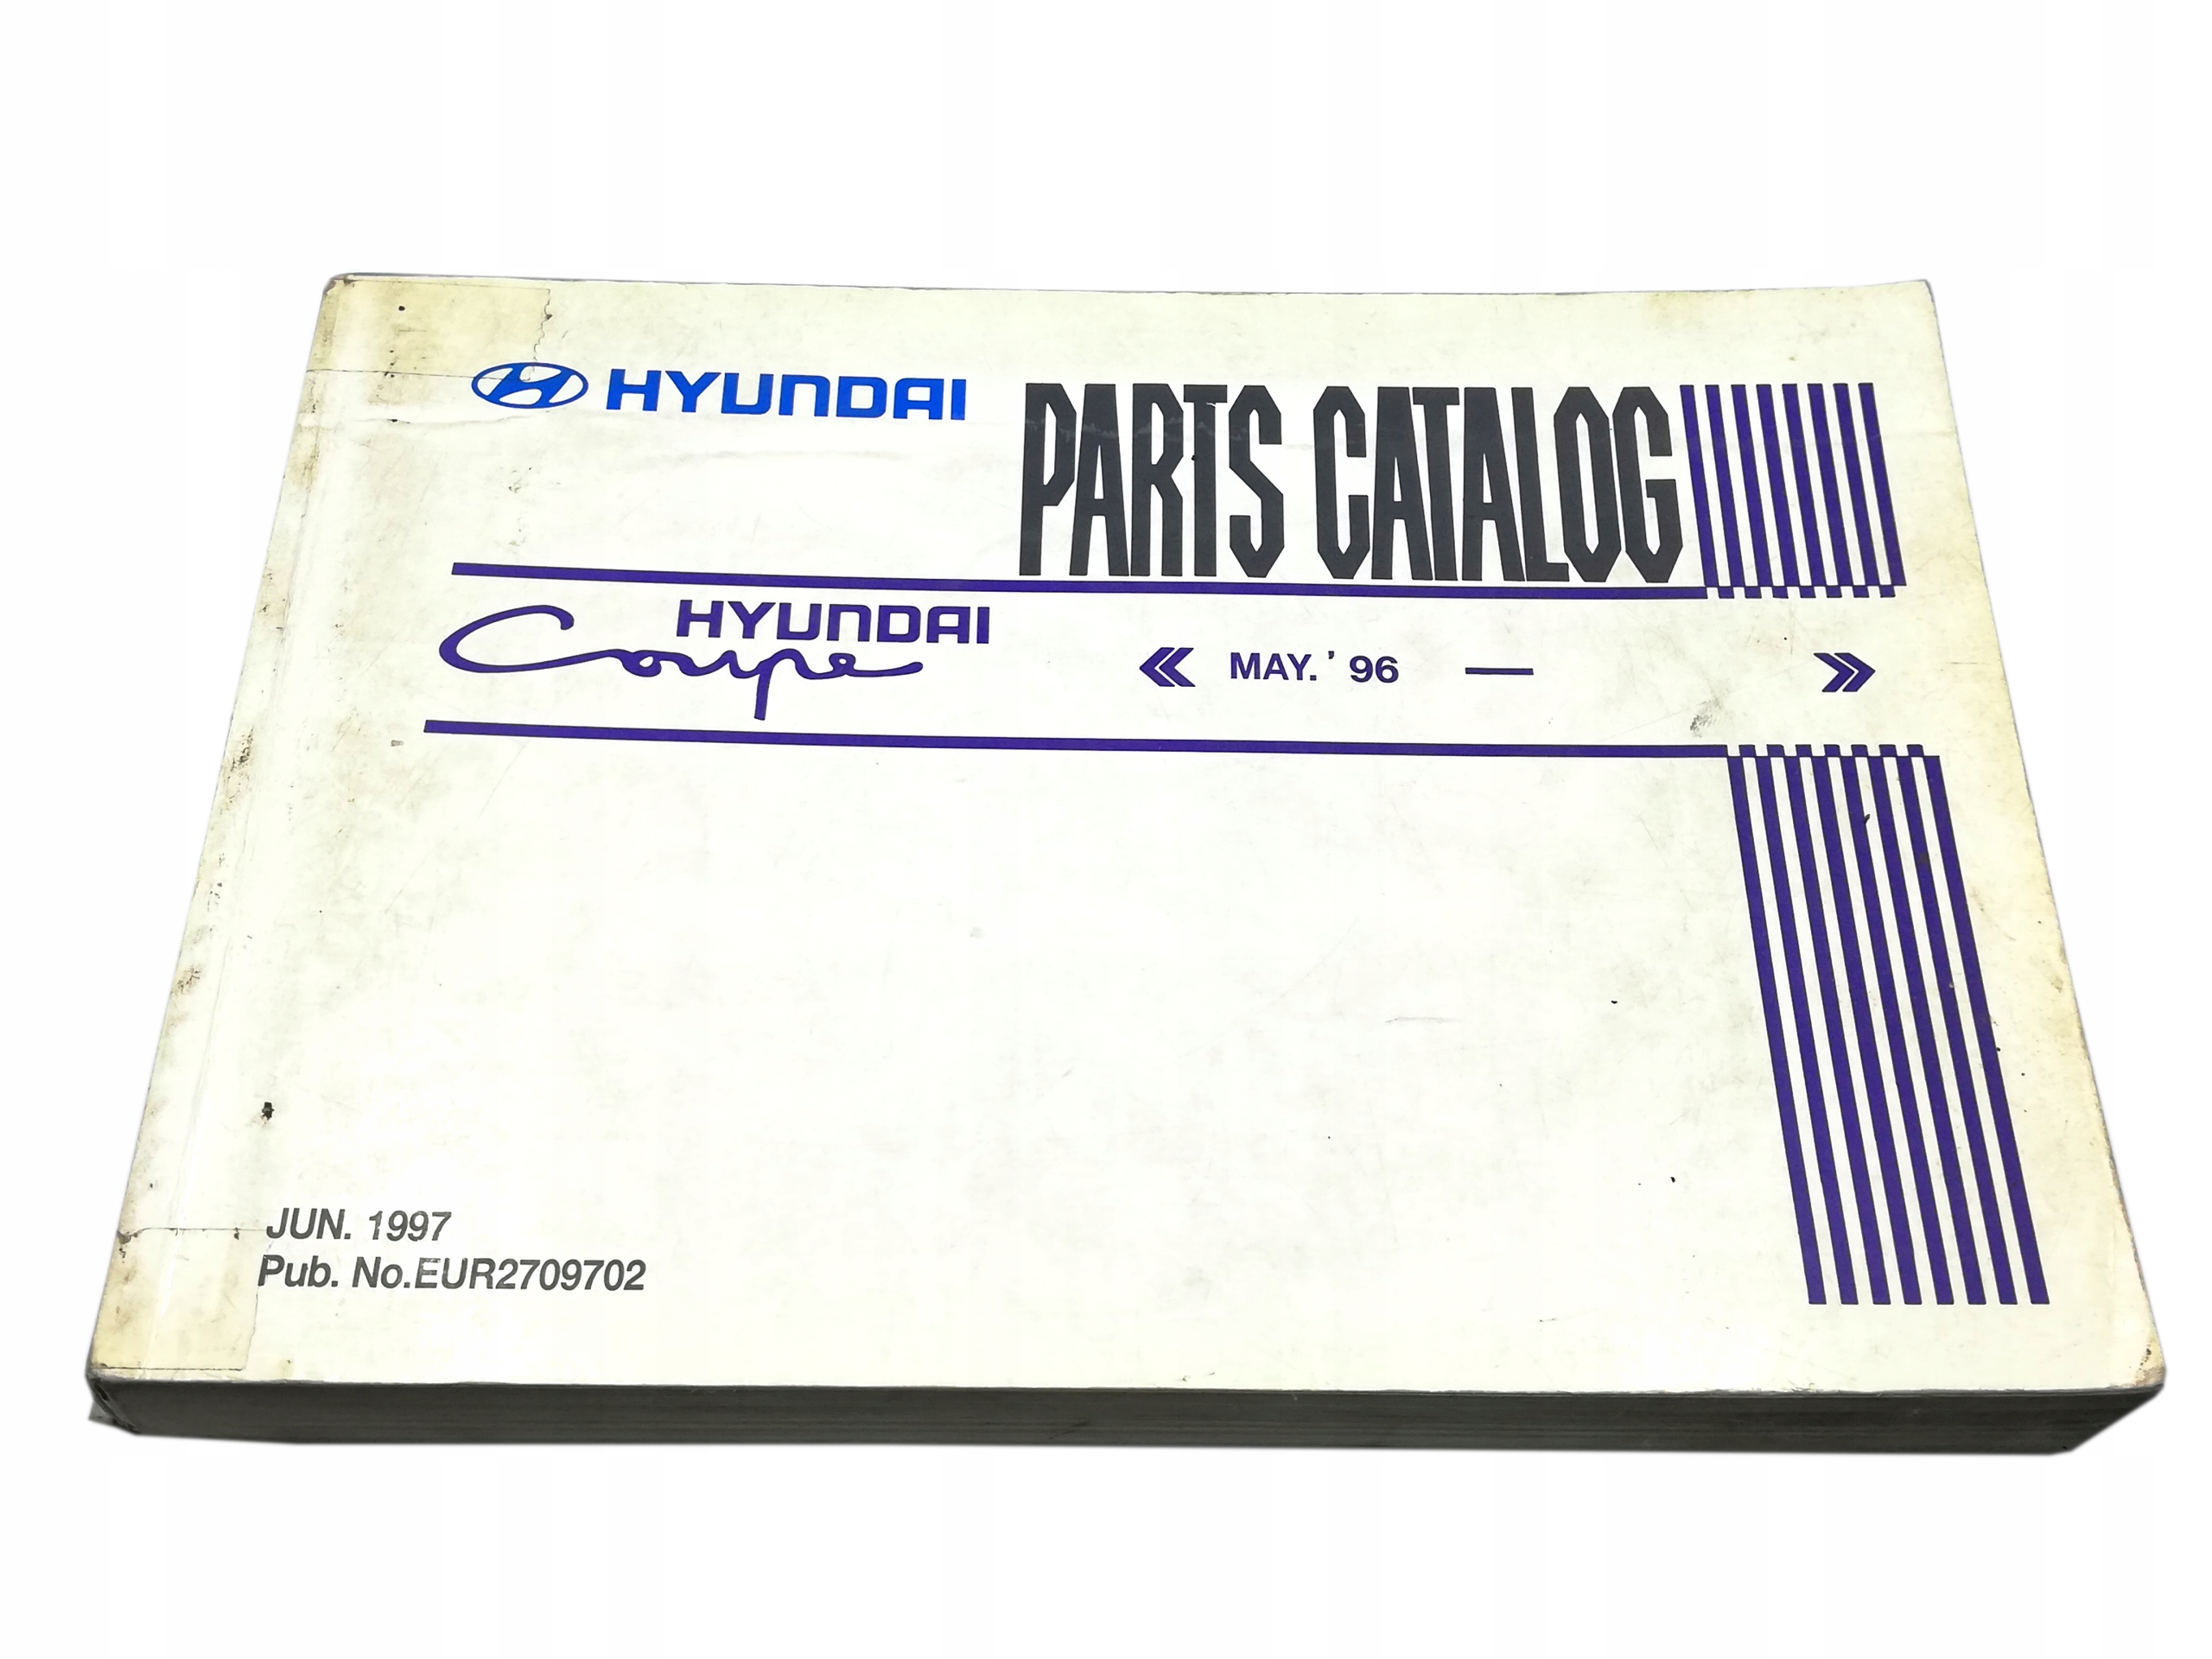 HYUNDAI
PARTS CATALOG
HYUNDAI
Coupe
« MAY. '96 — »
JUN. 1997
Pub. No.EUR2709702